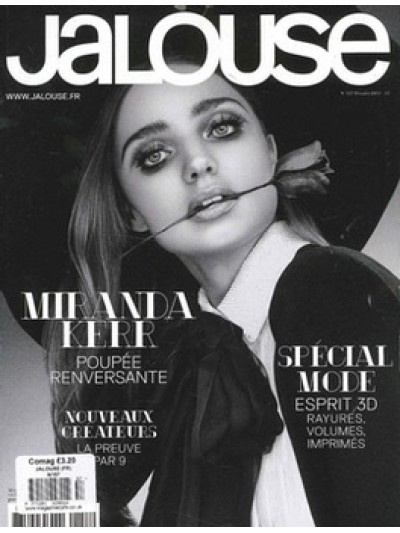 JaLOUSe
WWW.JALOUSE.FR
MIRANDA
KERR
POUPÉE
RENVERSANTE
SPÉCIAL
MODE
ESPRIT 3D
RAYURES,
VOLUMES,
IMPRIMÉS
NOUVEAUX
CRÉATEURS
LA PREUVE
PAR 9
Comag £3.20
JALOUSE (FR)